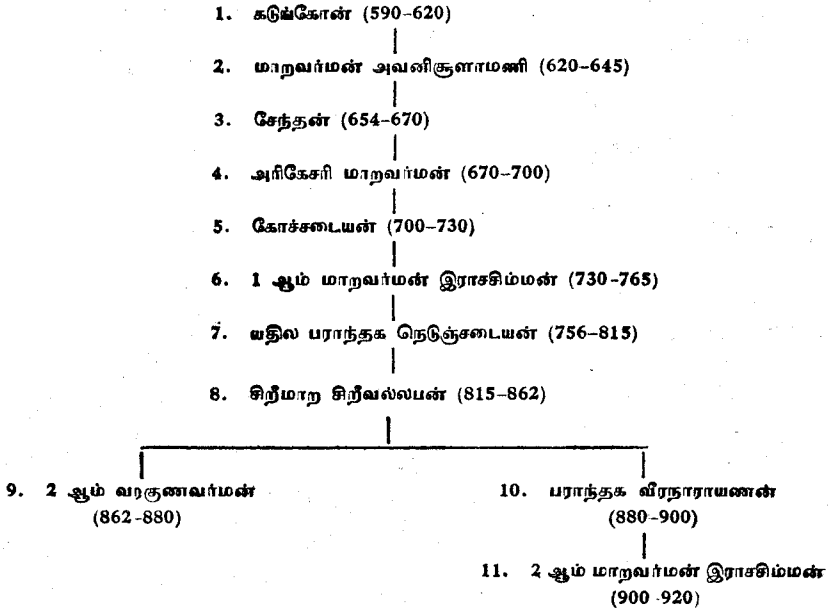 1. கடுங்கோன் (590-620)
2. மாறவர்மன் அவனிசூளாமணி (620-645)
3. சேந்தன் (654-670)
4. அரிகேசரி மாறவர்மன் (670-700)
5. கோச்சடையன் (700-730)
6. 1 ஆம் மாறவர்மன் இராசசிம்மன் (730-765)
7. யதில பராந்தக நெடுஞ்சடையன் (756-815)
8. சிறீமாற சிறீவல்லபன் (815-862)
9. 2 ஆம் வரகுணவர்மன் 10. பராந்தக வீரநாராயணன்
(862-880) (880-900)
11. 2 ஆம் மாறவர்மன் இராசசிம்மன்
(900-920)